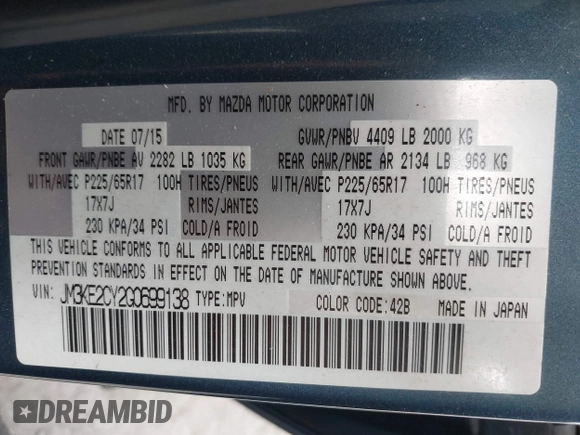 MFD. BY MAZDA MOTOR CORPORATION
DATE 07/15 GVWR/PNBV 4409 LB 2000 KG
FRONT GAWR/PNBE AV 2282 LB 1035 KG REAR GAWR/PNBE AR 2134 LB 968 KG
WITH/AVEC P225/65R17 100H TIRES/PNEUS WITH/AVEC P225/65R17 100H TIRES/PNEUS
17X7J RIMS/JANTES 17X7J RIMS/JANTES
230 KPA/34 PSI COLD/A FROID 230 KPA/34 PSI COLD/A FROID
THIS VEHICLE CONFORMS TO ALL APPLICABLE FEDERAL MOTOR VEHICLE SAFETY AND THEFT
PREVENTION STANDARDS IN EFFECT ON THE DATE OF MANUFACTURE SHOWN ABOVE.
VIN: JM3KE2CY2G0699138 TYPE:MPV COLOR CODE:42B MADE IN JAPAN
DREAMBID